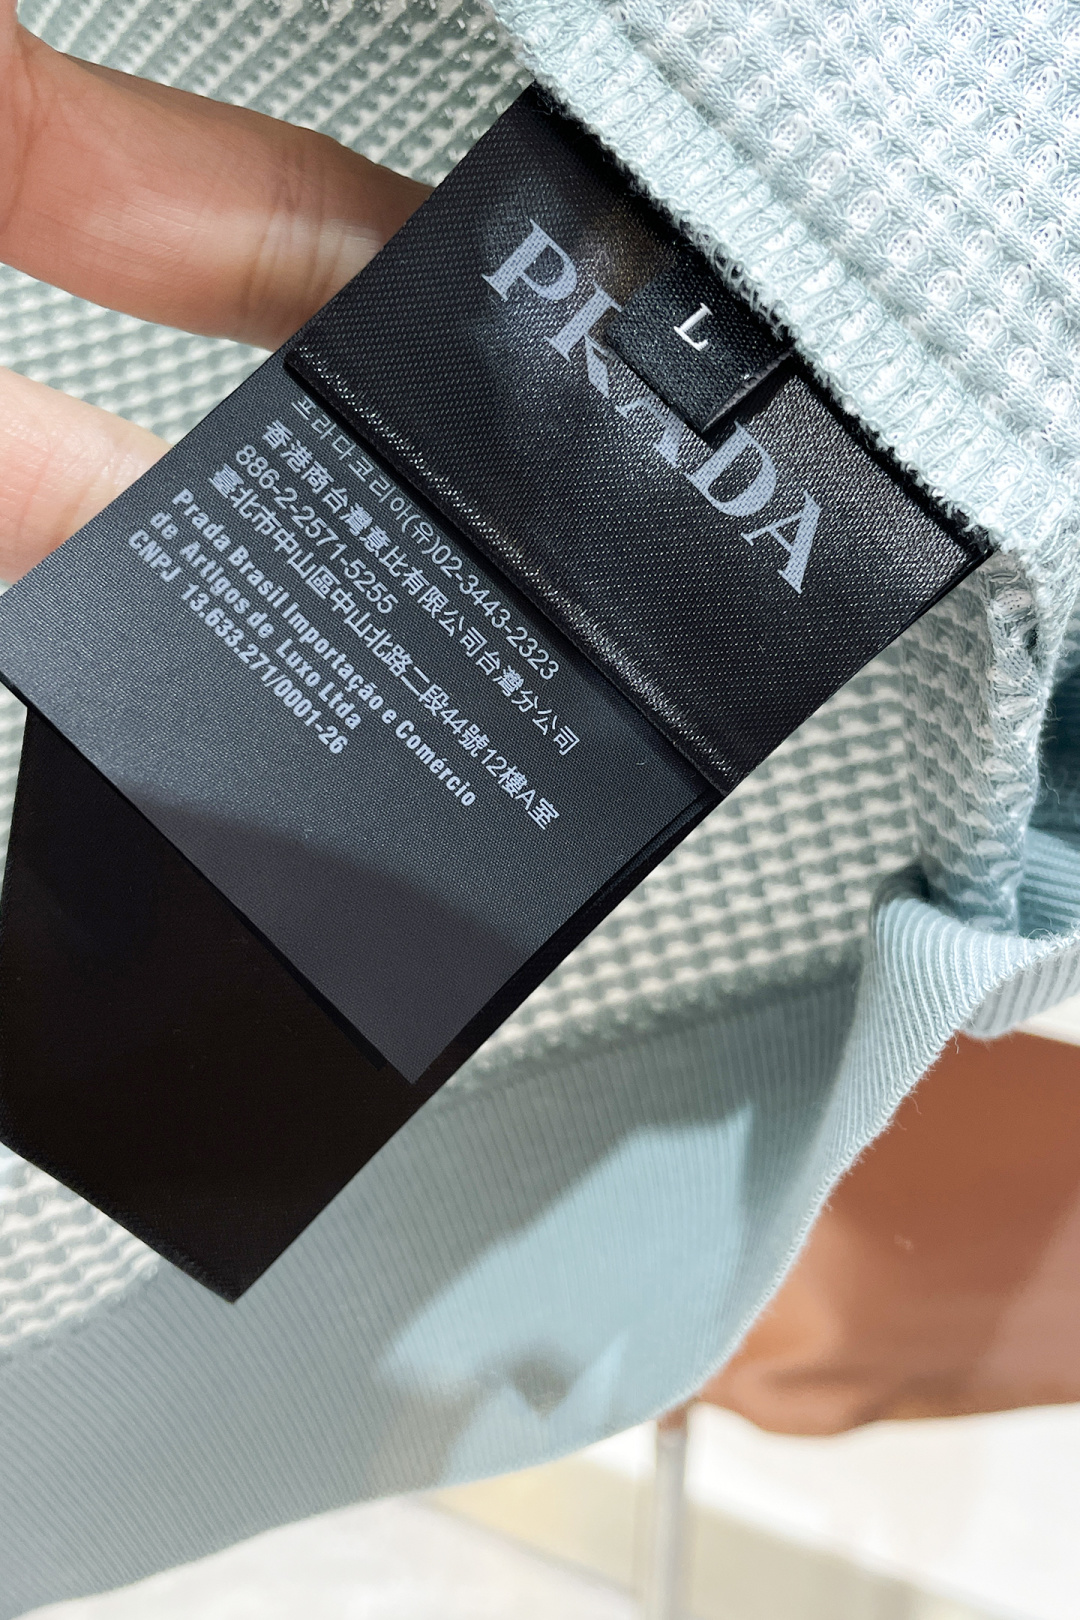 PRADA
L
프라다코리아(유)02-3443-2323
香港商台灣意比有限公司台灣分公司
886-2-2571-5255
臺北市中山區中山北路二段44號12樓A室
Prada Brasil Importação e Comércio
de Artigos de Luxo Ltda
CNPJ 13.633.271/0001-26